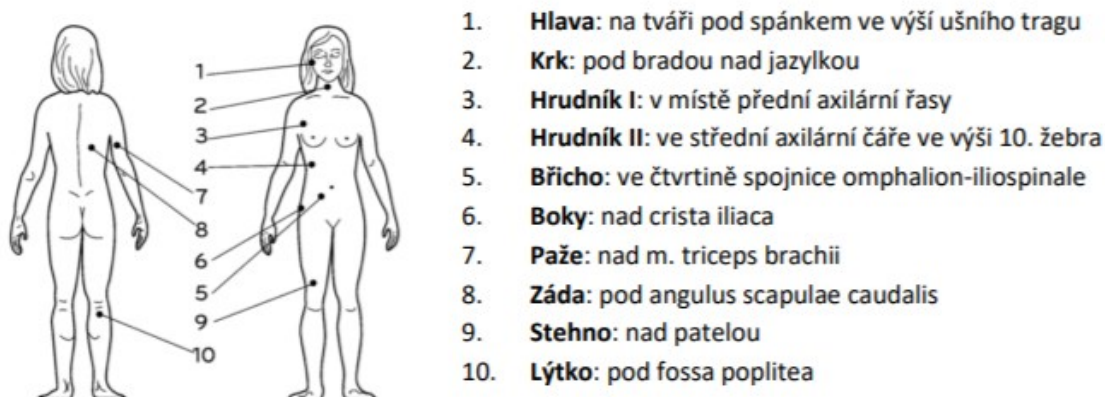 1. Hlava: na tváři pod spánkem ve výší ušního tragu
2. Krk: pod bradou nad jazylkou
3. Hrudník I: v místě přední axilární řasy
4. Hrudník II: ve střední axilární čáře ve výši 10. žebra
5. Břicho: ve čtvrtině spojnice omphalion-iliospinale
6. Boky: nad crista iliaca
7. Paže: nad m. triceps brachii
8. Záda: pod angulus scapulae caudalis
9. Stehno: nad patelou
10. Lýtko: pod fossa poplitea
1
2
3
4
7
8
6
5
9
10